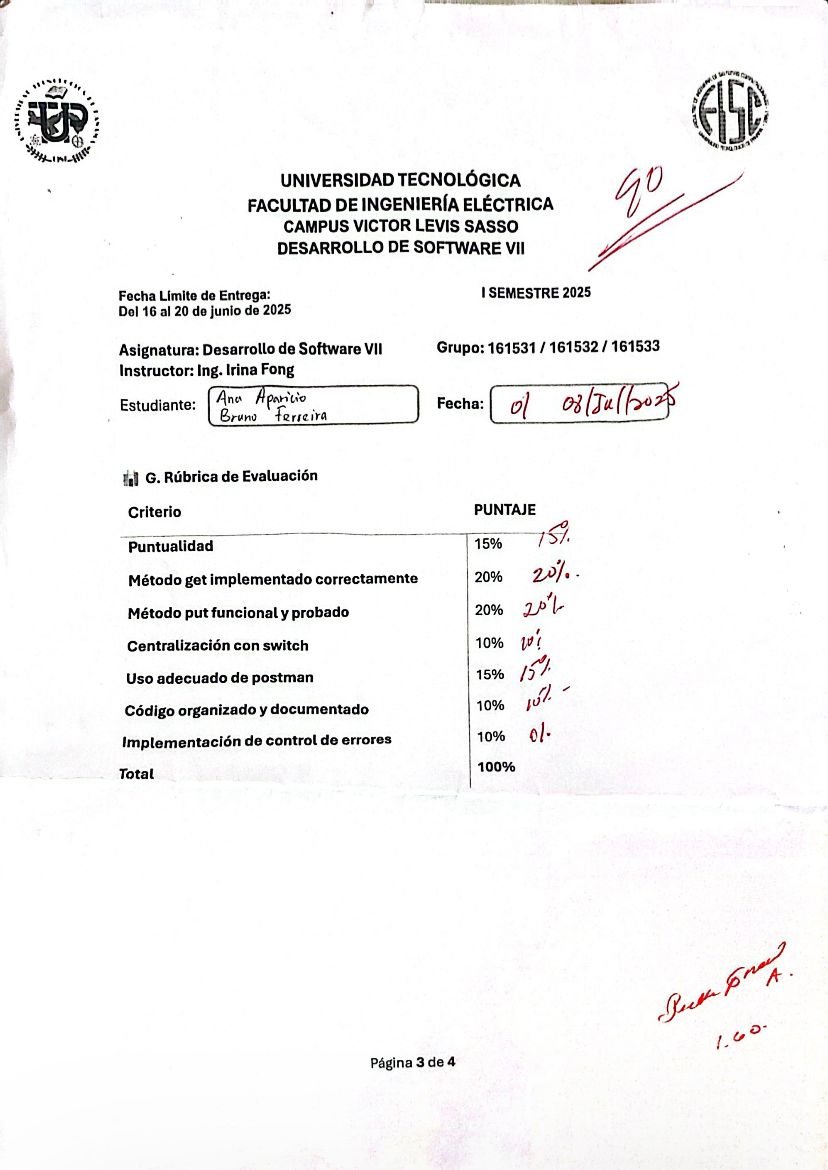 FISC
UNIVERSIDAD TECNOLÓGICA
FACULTAD DE INGENIERÍA ELÉCTRICA
CAMPUS VICTOR LEVIS SASSO
DESARROLLO DE SOFTWARE VII
90
Fecha Límite de Entrega: I SEMESTRE 2025
Del 16 al 20 de junio de 2025
Asignatura: Desarrollo de Software VII Grupo: 161531 / 161532 / 161533
Instructor: Ing. Irina Fong
Estudiante: Ana Aparicio
Bruno Ferreira
Fecha: 08/Jul/2025
G. Rúbrica de Evaluación
Criterio PUNTAJE
Puntualidad 15% 15%
Método get implementado correctamente 20% 20%
Método put funcional y probado 20% 20%
Centralización con switch 10% 10%
Uso adecuado de postman 15% 15%
Código organizado y documentado 10% 10%
Implementación de control de errores 10% 0%
Total 100%
A.
1.60.
Página 3 de 4